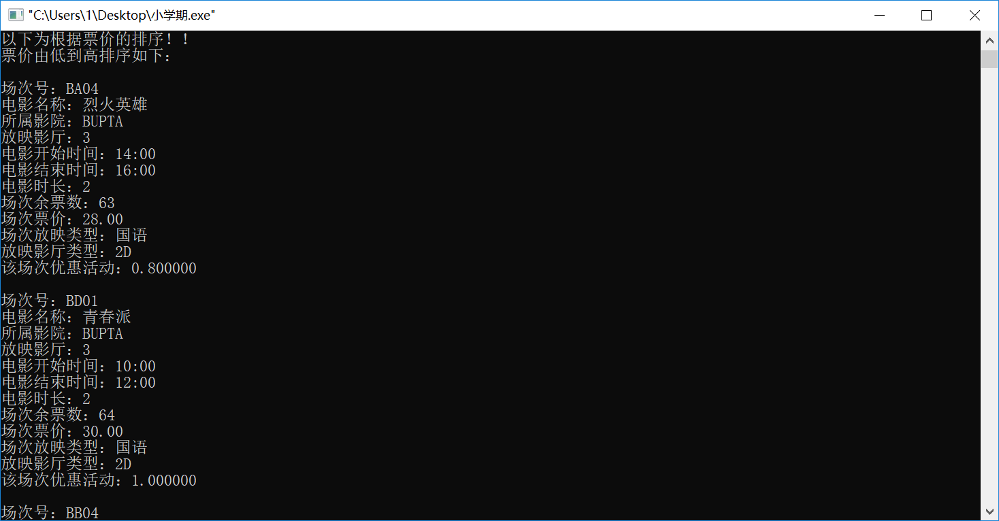 "C:\Users\1\Desktop\小学期.exe"
以下为根据票价的排序！！
票价由低到高排序如下：
场次号：BA04
电影名称：烈火英雄
所属影院：BUPTA
放映影厅：3
电影开始时间：14:00
电影结束时间：16:00
电影时长：2
场次余票数：63
场次票价：28.00
场次放映类型：国语
放映影厅类型：2D
该场次优惠活动：0.800000
场次号：BD01
电影名称：青春派
所属影院：BUPTA
放映影厅：3
电影开始时间：10:00
电影结束时间：12:00
电影时长：2
场次余票数：64
场次票价：30.00
场次放映类型：国语
放映影厅类型：2D
该场次优惠活动：1.000000
场次号：BB04